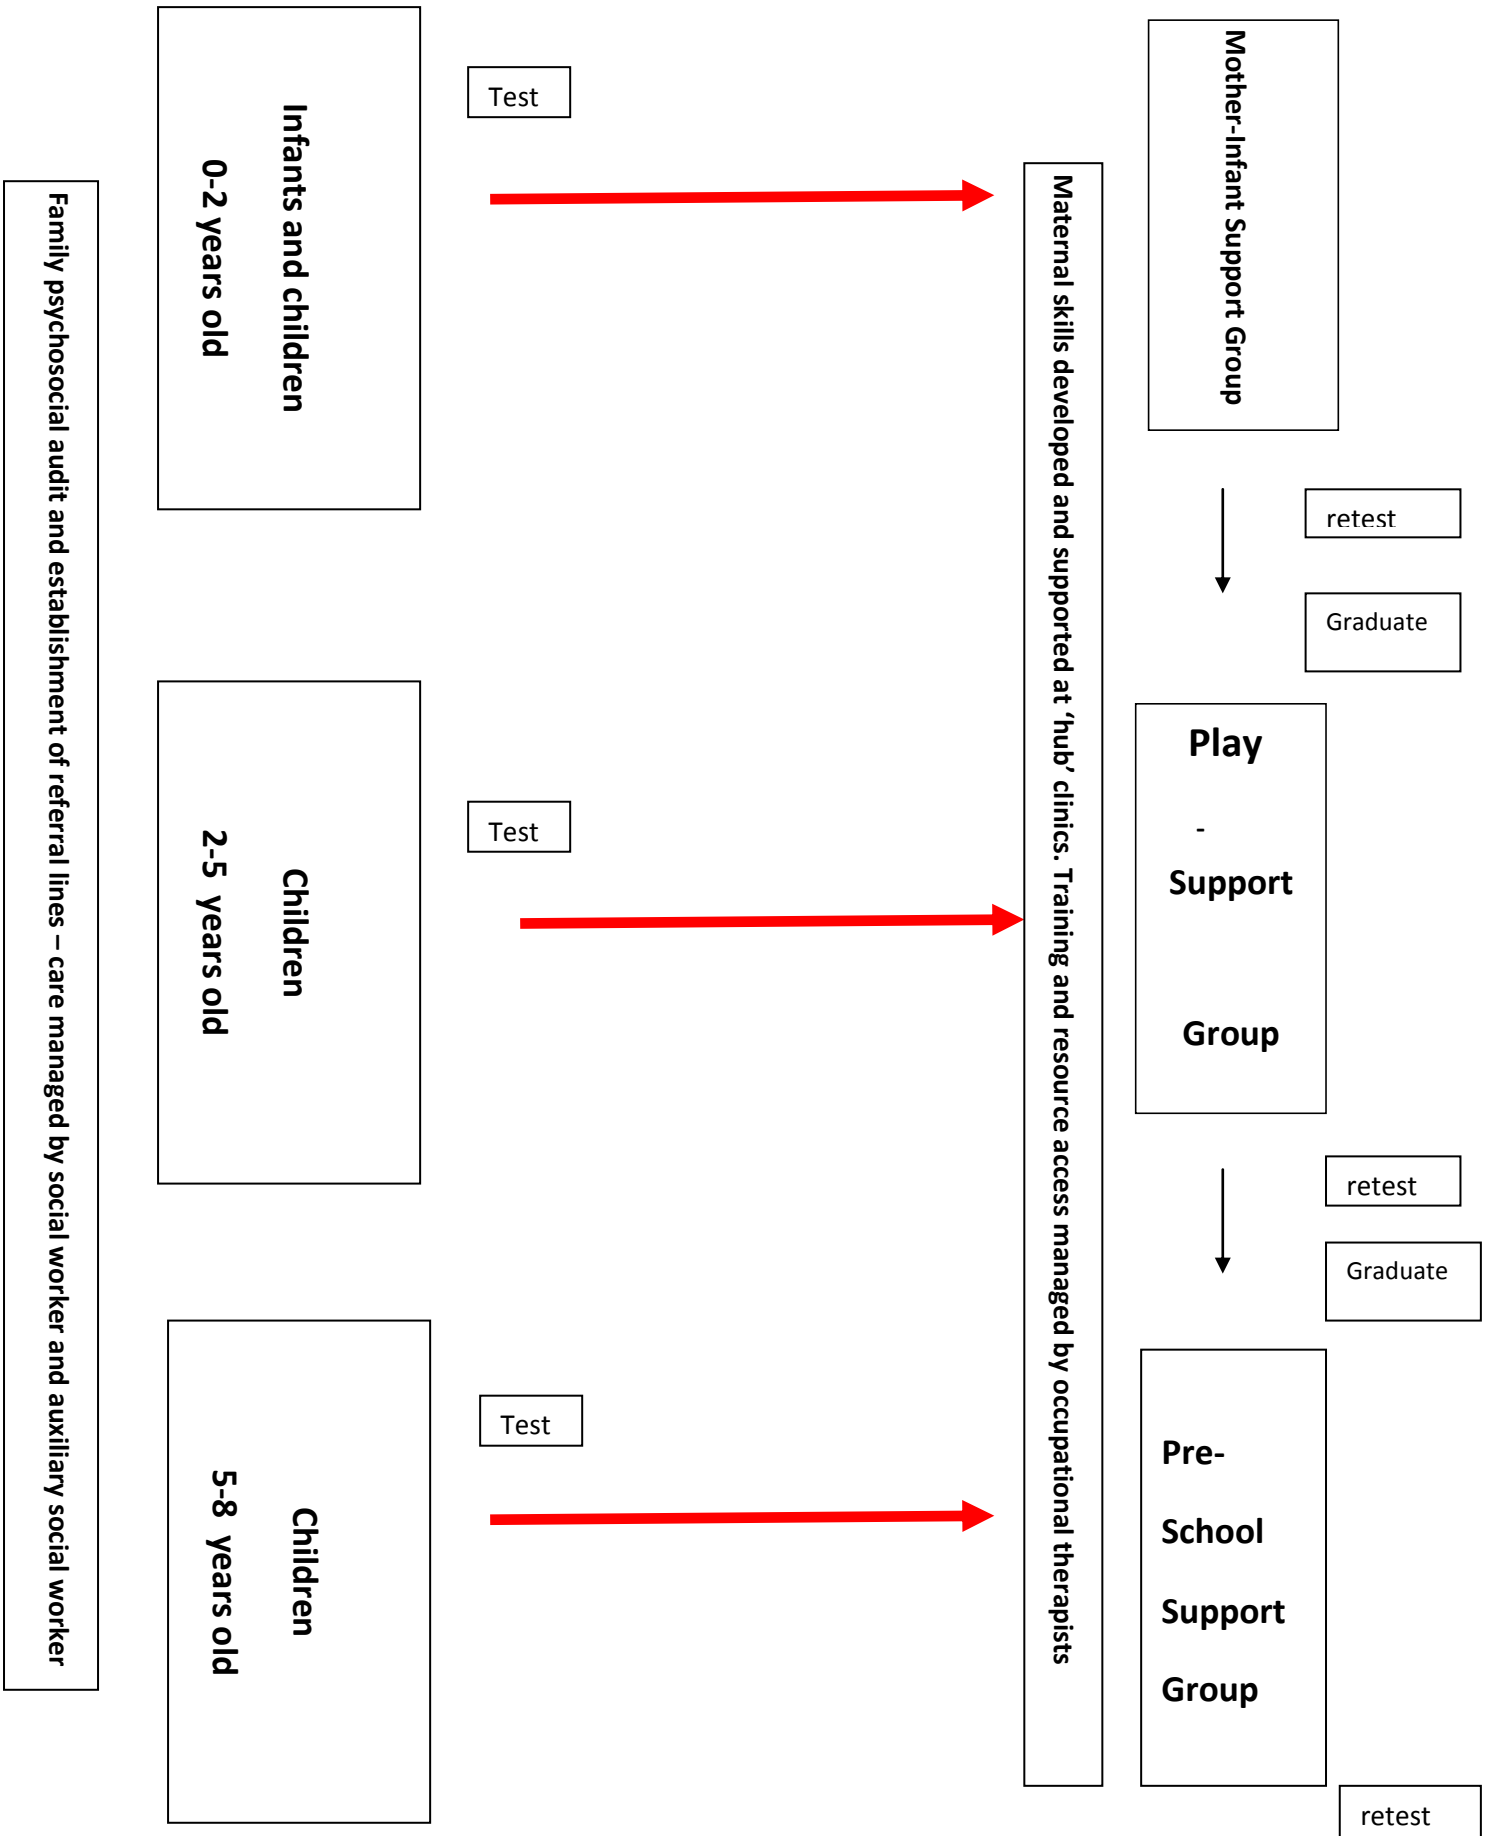 Family psychosocial audit and establishment of referral lines – care managed by social worker and auxiliary social worker
Infants and children
0-2 years old
Test
Children
2-5 years old
Test
Children
5-8 years old
Test
Maternal skills developed and supported at ‘hub’ clinics. Training and resource access managed by occupational therapists
Mother-Infant Support Group
retest
Graduate
Play
-
Support
Group
retest
Graduate
Pre-
School
Support
Group
retest